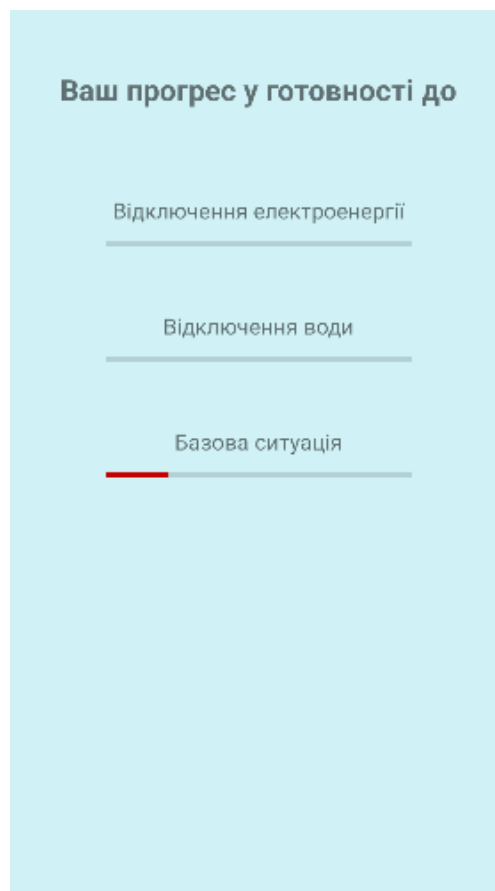 Ваш прогрес у готовності до
Відключення електроенергії
Відключення води
Базова ситуація